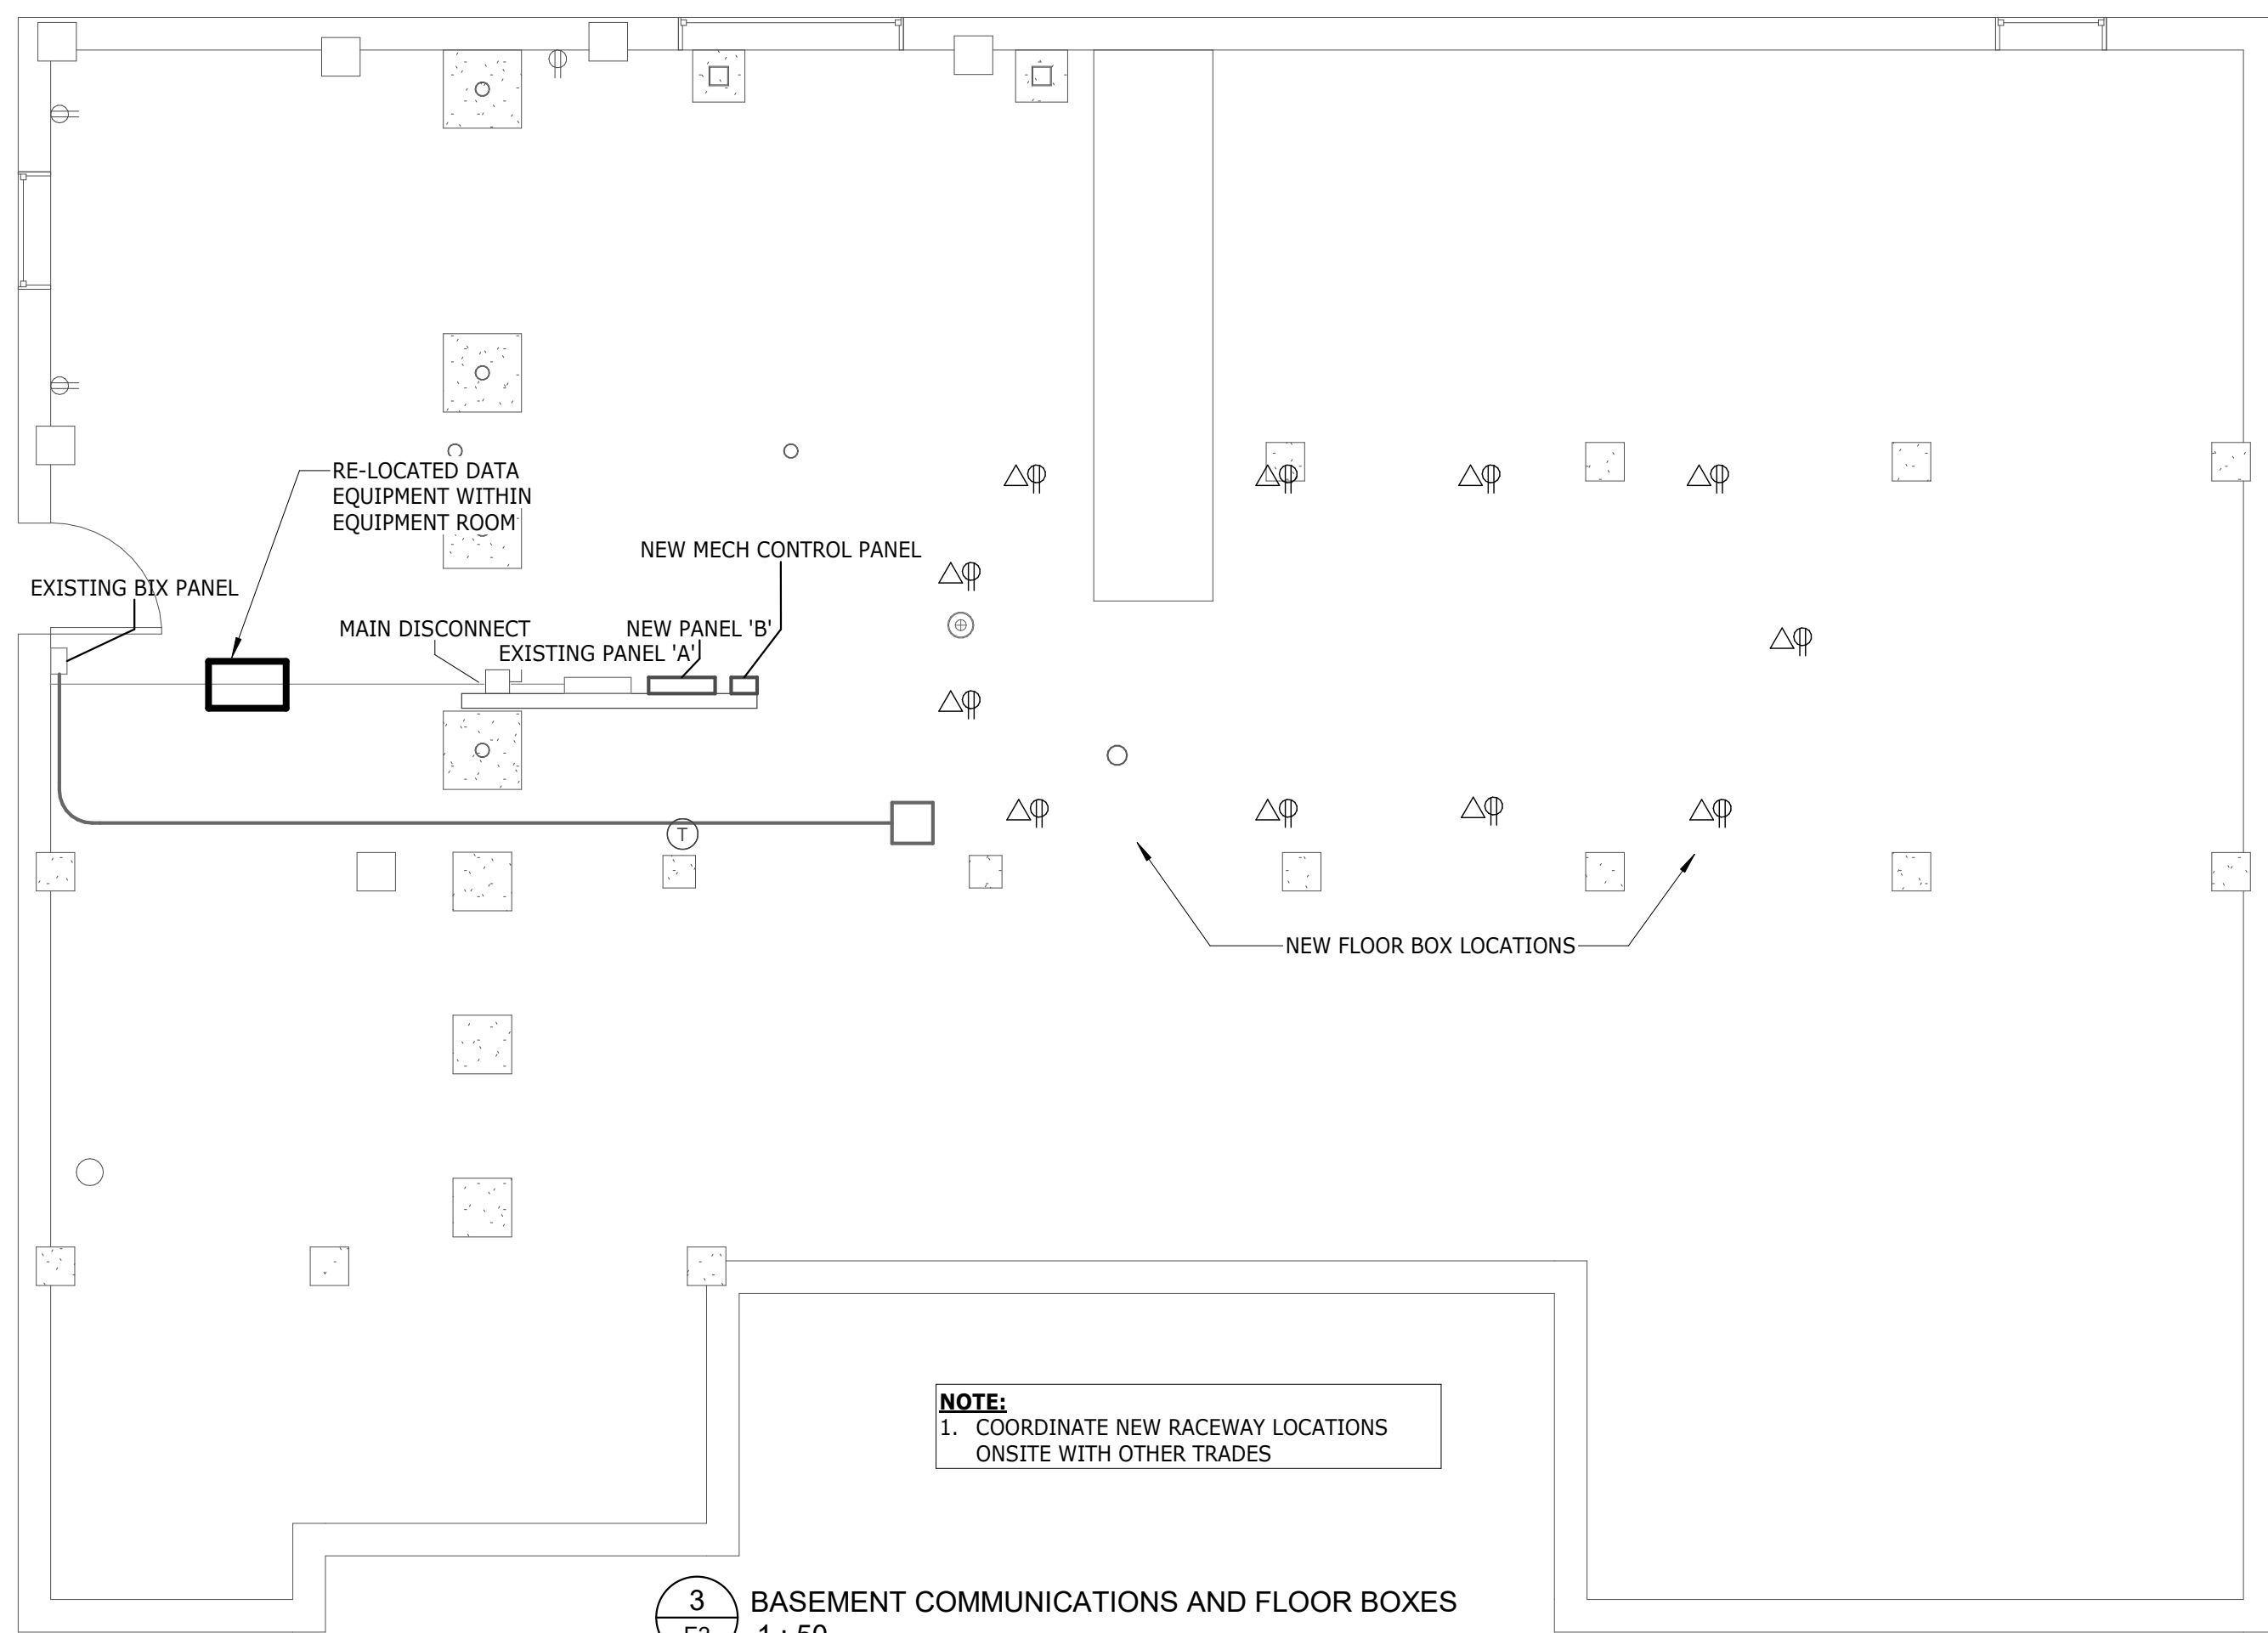 RE-LOCATED DATA
EQUIPMENT WITHIN
EQUIPMENT ROOM
NEW MECH CONTROL PANEL
EXISTING BIX PANEL
MAIN DISCONNECT
NEW PANEL 'B'
EXISTING PANEL 'A'
T
NEW FLOOR BOX LOCATIONS
NOTE:
1. COORDINATE NEW RACEWAY LOCATIONS
ONSITE WITH OTHER TRADES
3
BASEMENT COMMUNICATIONS AND FLOOR BOXES
1 : 50